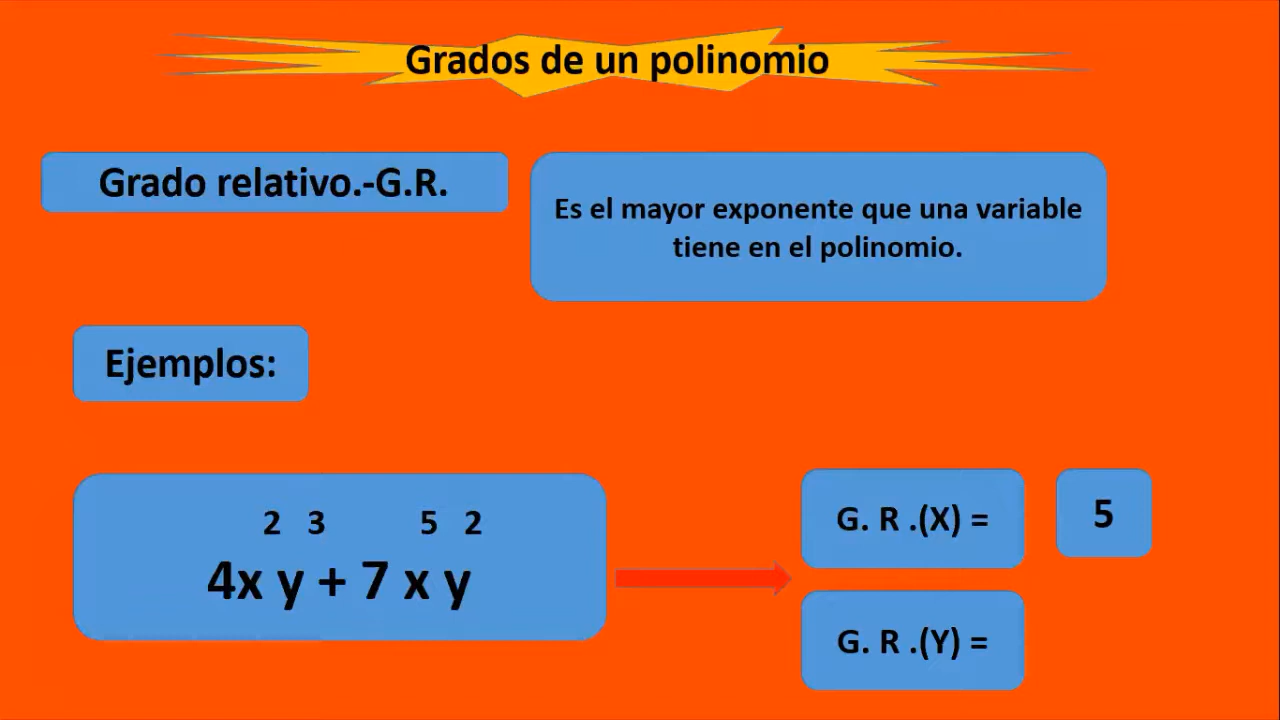 Grados de un polinomio
Grado relativo.-G.R.
Es el mayor exponente que una variable
tiene en el polinomio.
Ejemplos:
2 3 5 2
4x y + 7 x y
G. R .(X) =
5
G. R .(Y) =